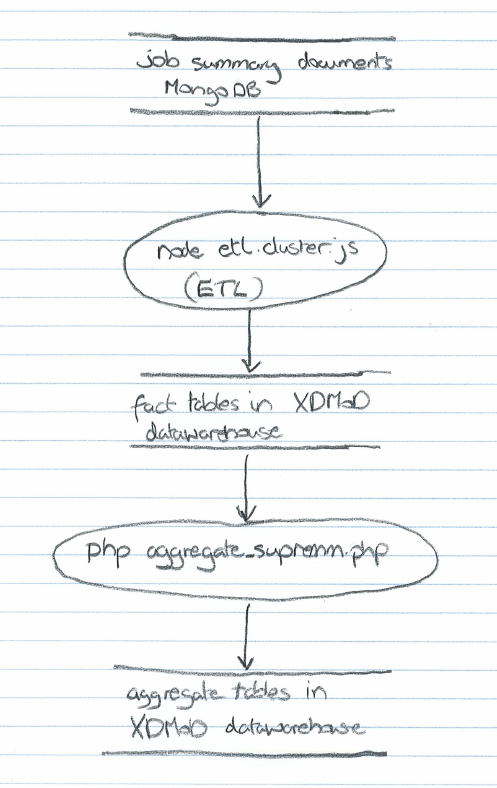 job summary documents
MongoDB
node etl.cluster.js
(ETL)
fact tables in XDMoD
datawarehouse
php aggregate_supremm.php
aggregate tables in
XDMoD datawarehouse